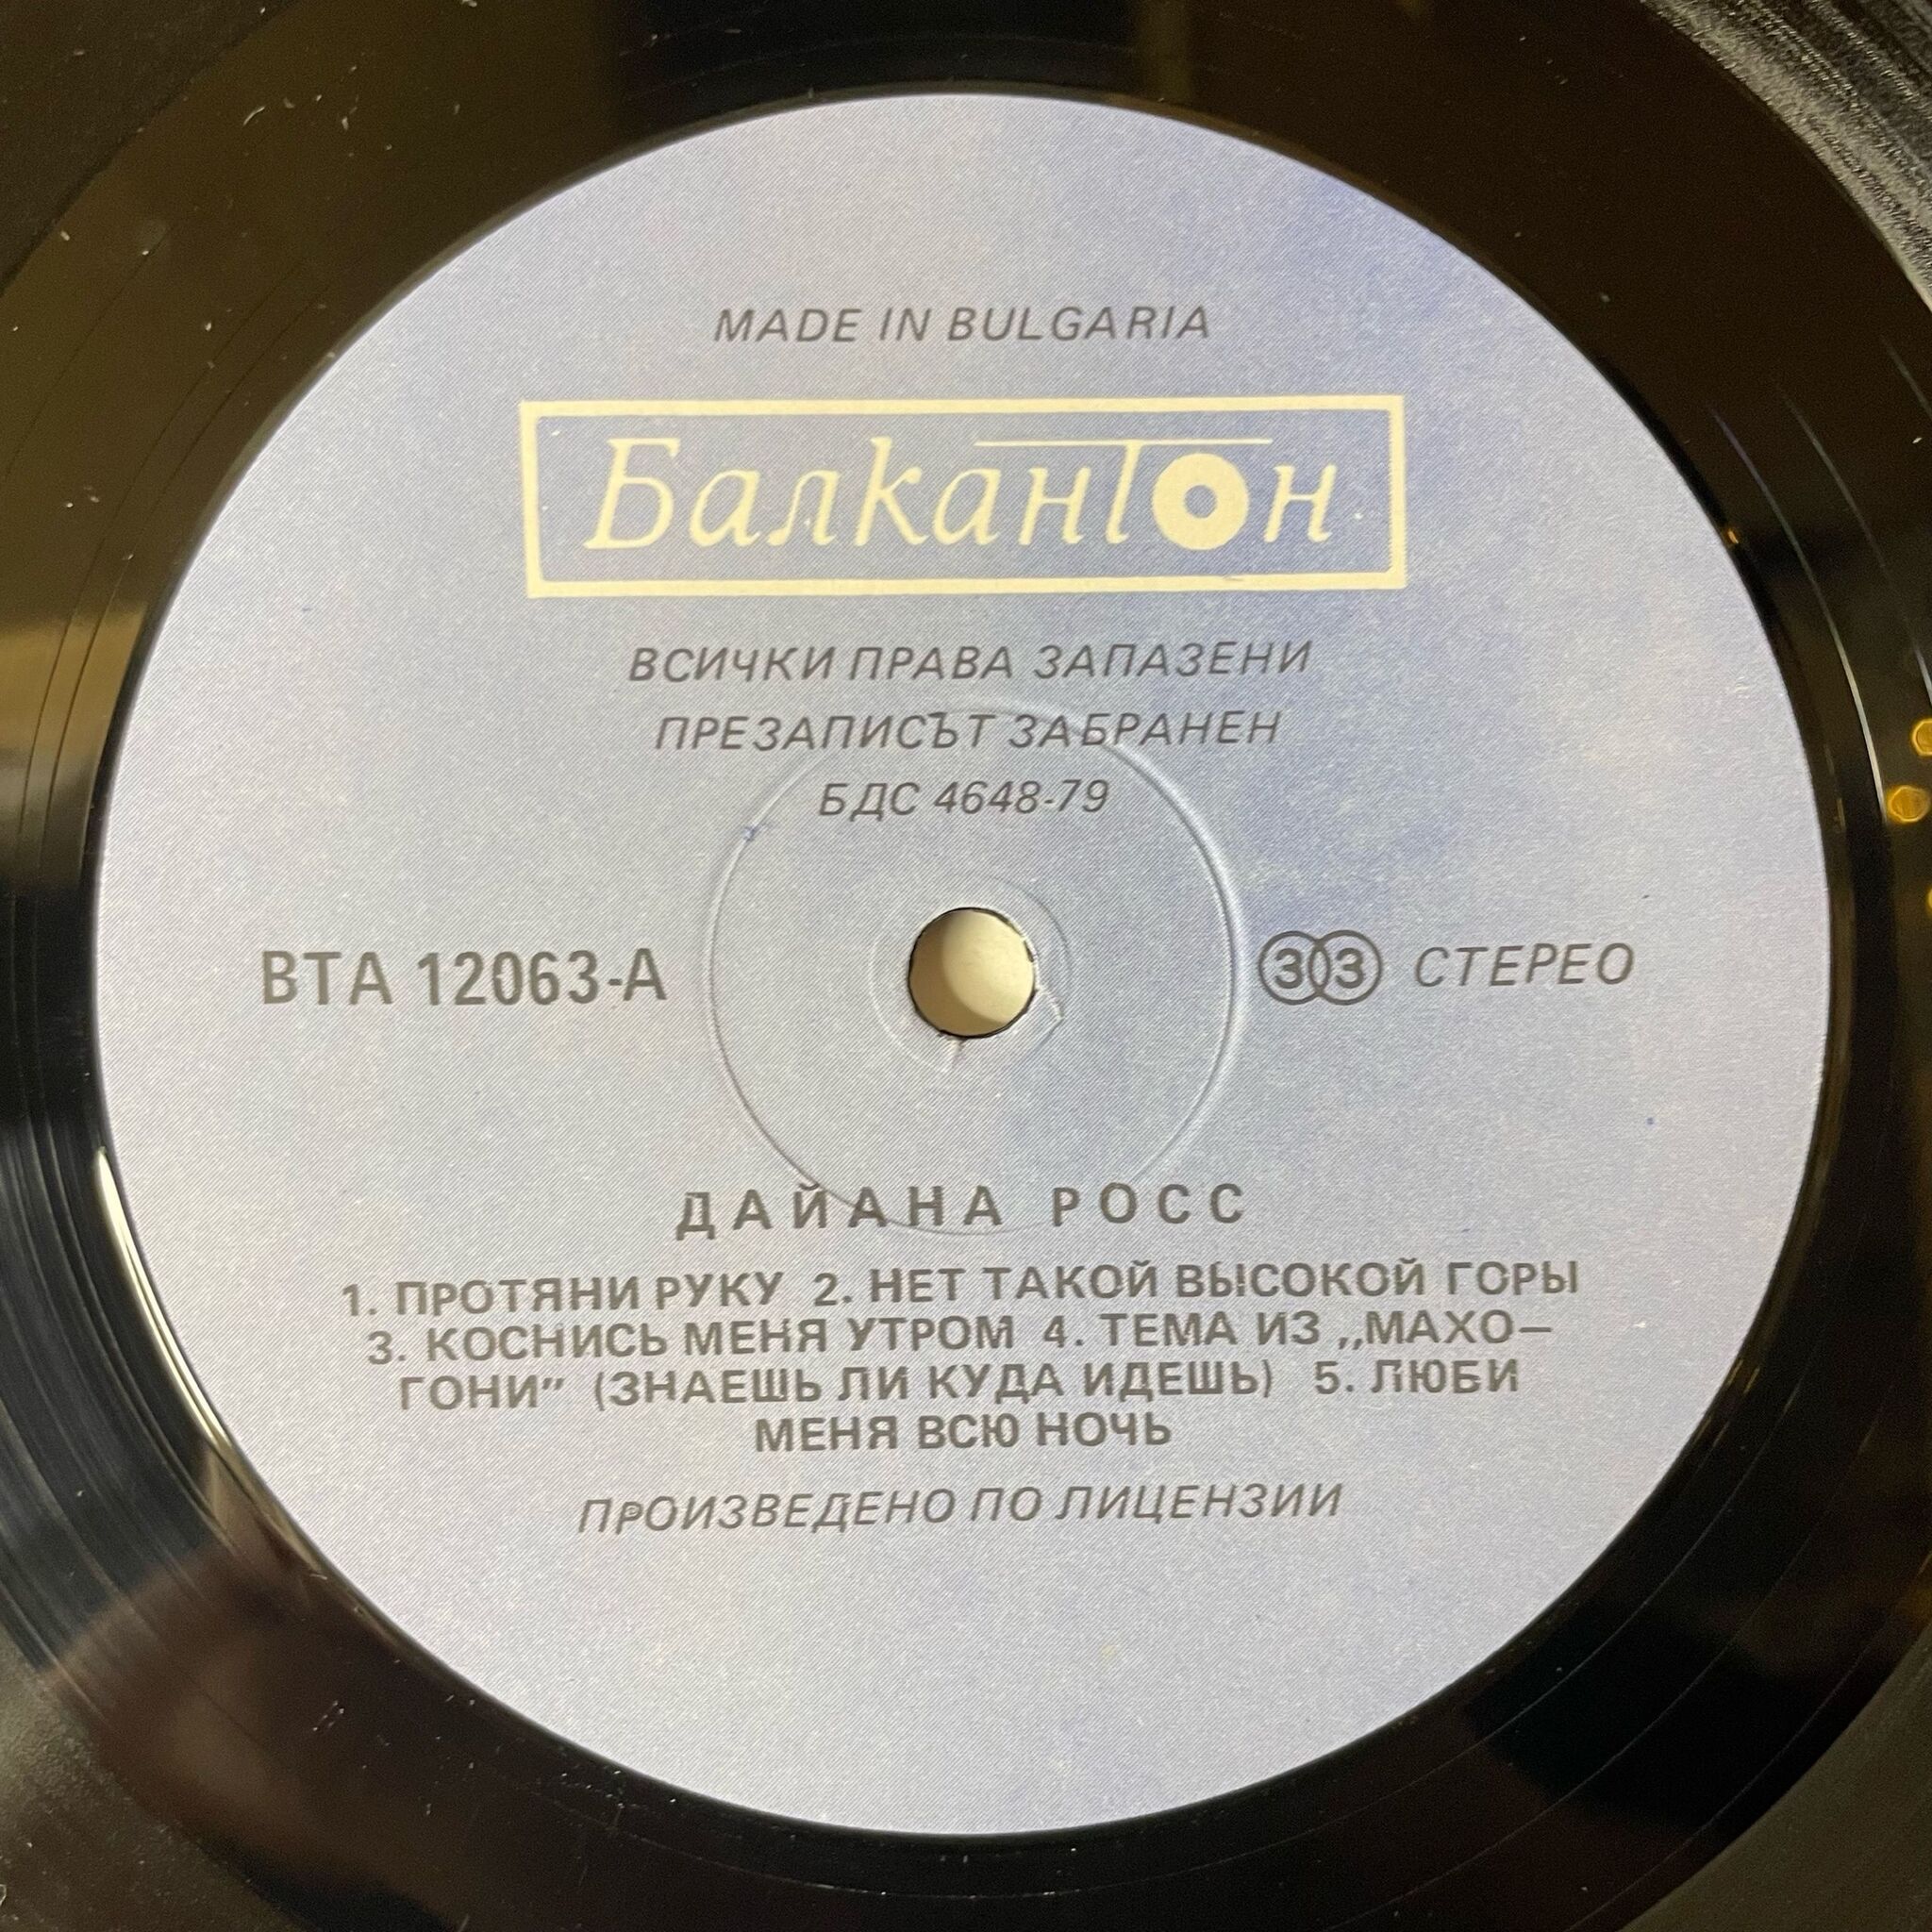 MADE IN BULGARIA
Балкантон
ВСИЧКИ ПРАВА ЗАПАЗЕНИ
ПРЕЗАПИСЪТ ЗАБРАНЕН
БДС 4648-79
ВТА 12063-А
33 СТЕРЕО
ДАЙАНА РОСС
1. ПРОТЯНИ РУКУ 2. НЕТ ТАКОЙ ВЫСОКОЙ ГОРЫ
3. КОСНИСЬ МЕНЯ УТРОМ 4. ТЕМА ИЗ ,,МАХО—
ГОНИ" (ЗНАЕШЬ ЛИ КУДА ИДЕШЬ) 5. ЛЮБИ
МЕНЯ ВСЮ НОЧЬ
ПРОИЗВЕДЕНО ПО ЛИЦЕНЗИИ